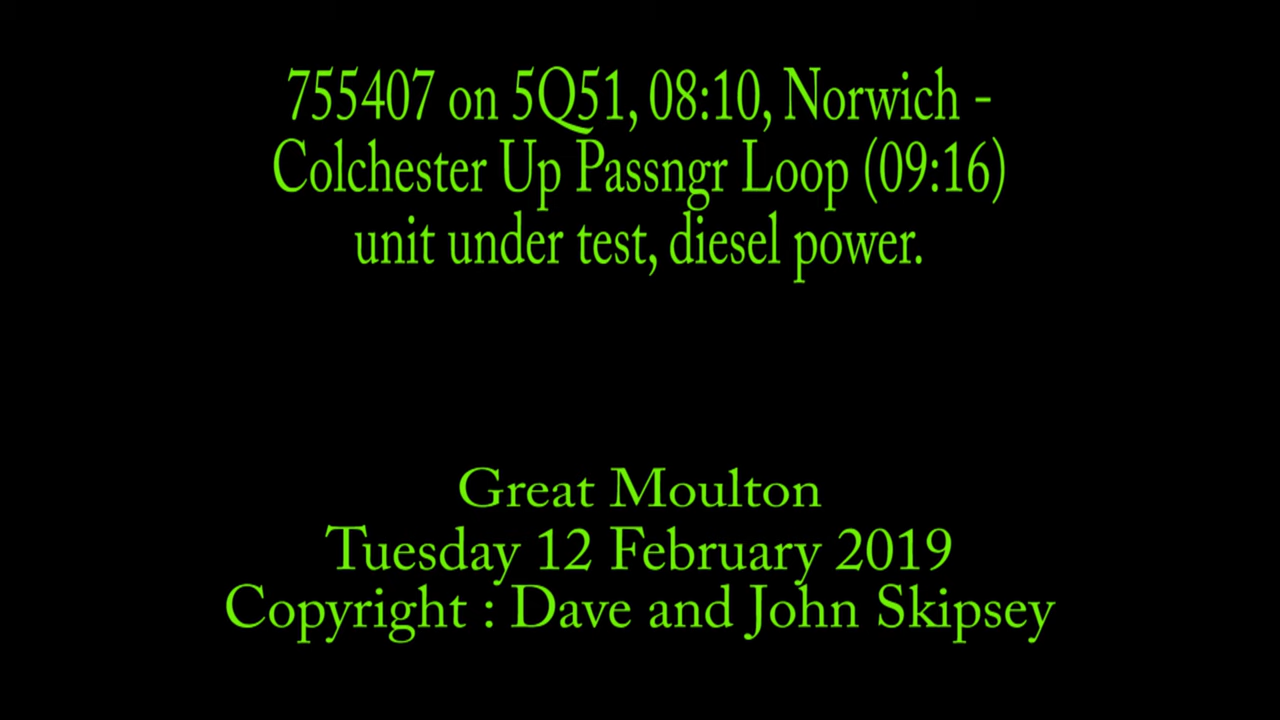 755407 on 5Q51, 08:10, Norwich -
Colchester Up Passngr Loop (09:16)
unit under test, diesel power.
Great Moulton
Tuesday 12 February 2019
Copyright : Dave and John Skipsey